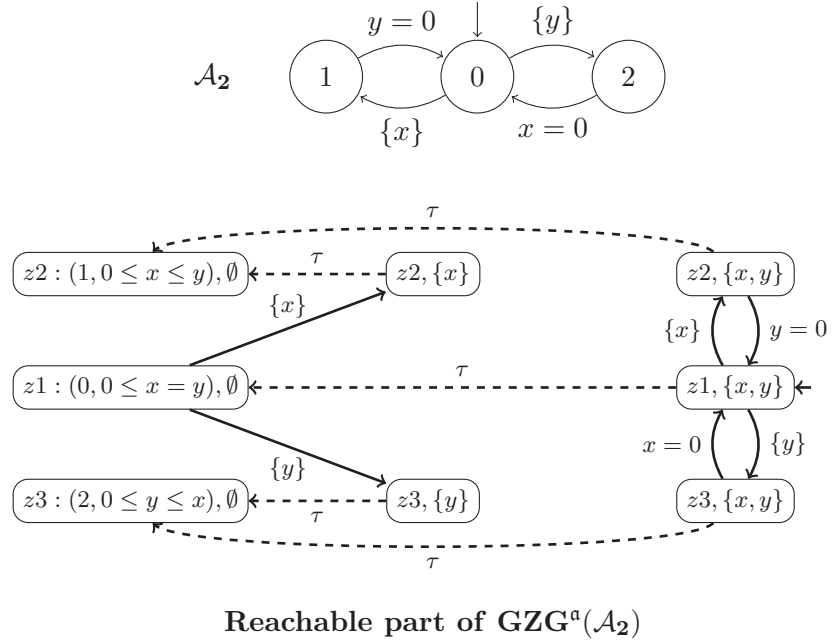 y = 0
{y}
𝒜₂
1
0
2
{x}
x = 0
τ
z2 : (1, 0 ≤ x ≤ y), ∅
τ
z2, {x}
z2, {x, y}
{x}
{x}
y = 0
z1 : (0, 0 ≤ x = y), ∅
τ
z1, {x, y}
{y}
x = 0
{y}
z3 : (2, 0 ≤ y ≤ x), ∅
τ
z3, {y}
z3, {x, y}
τ
Reachable part of GZGᵃ(𝒜₂)